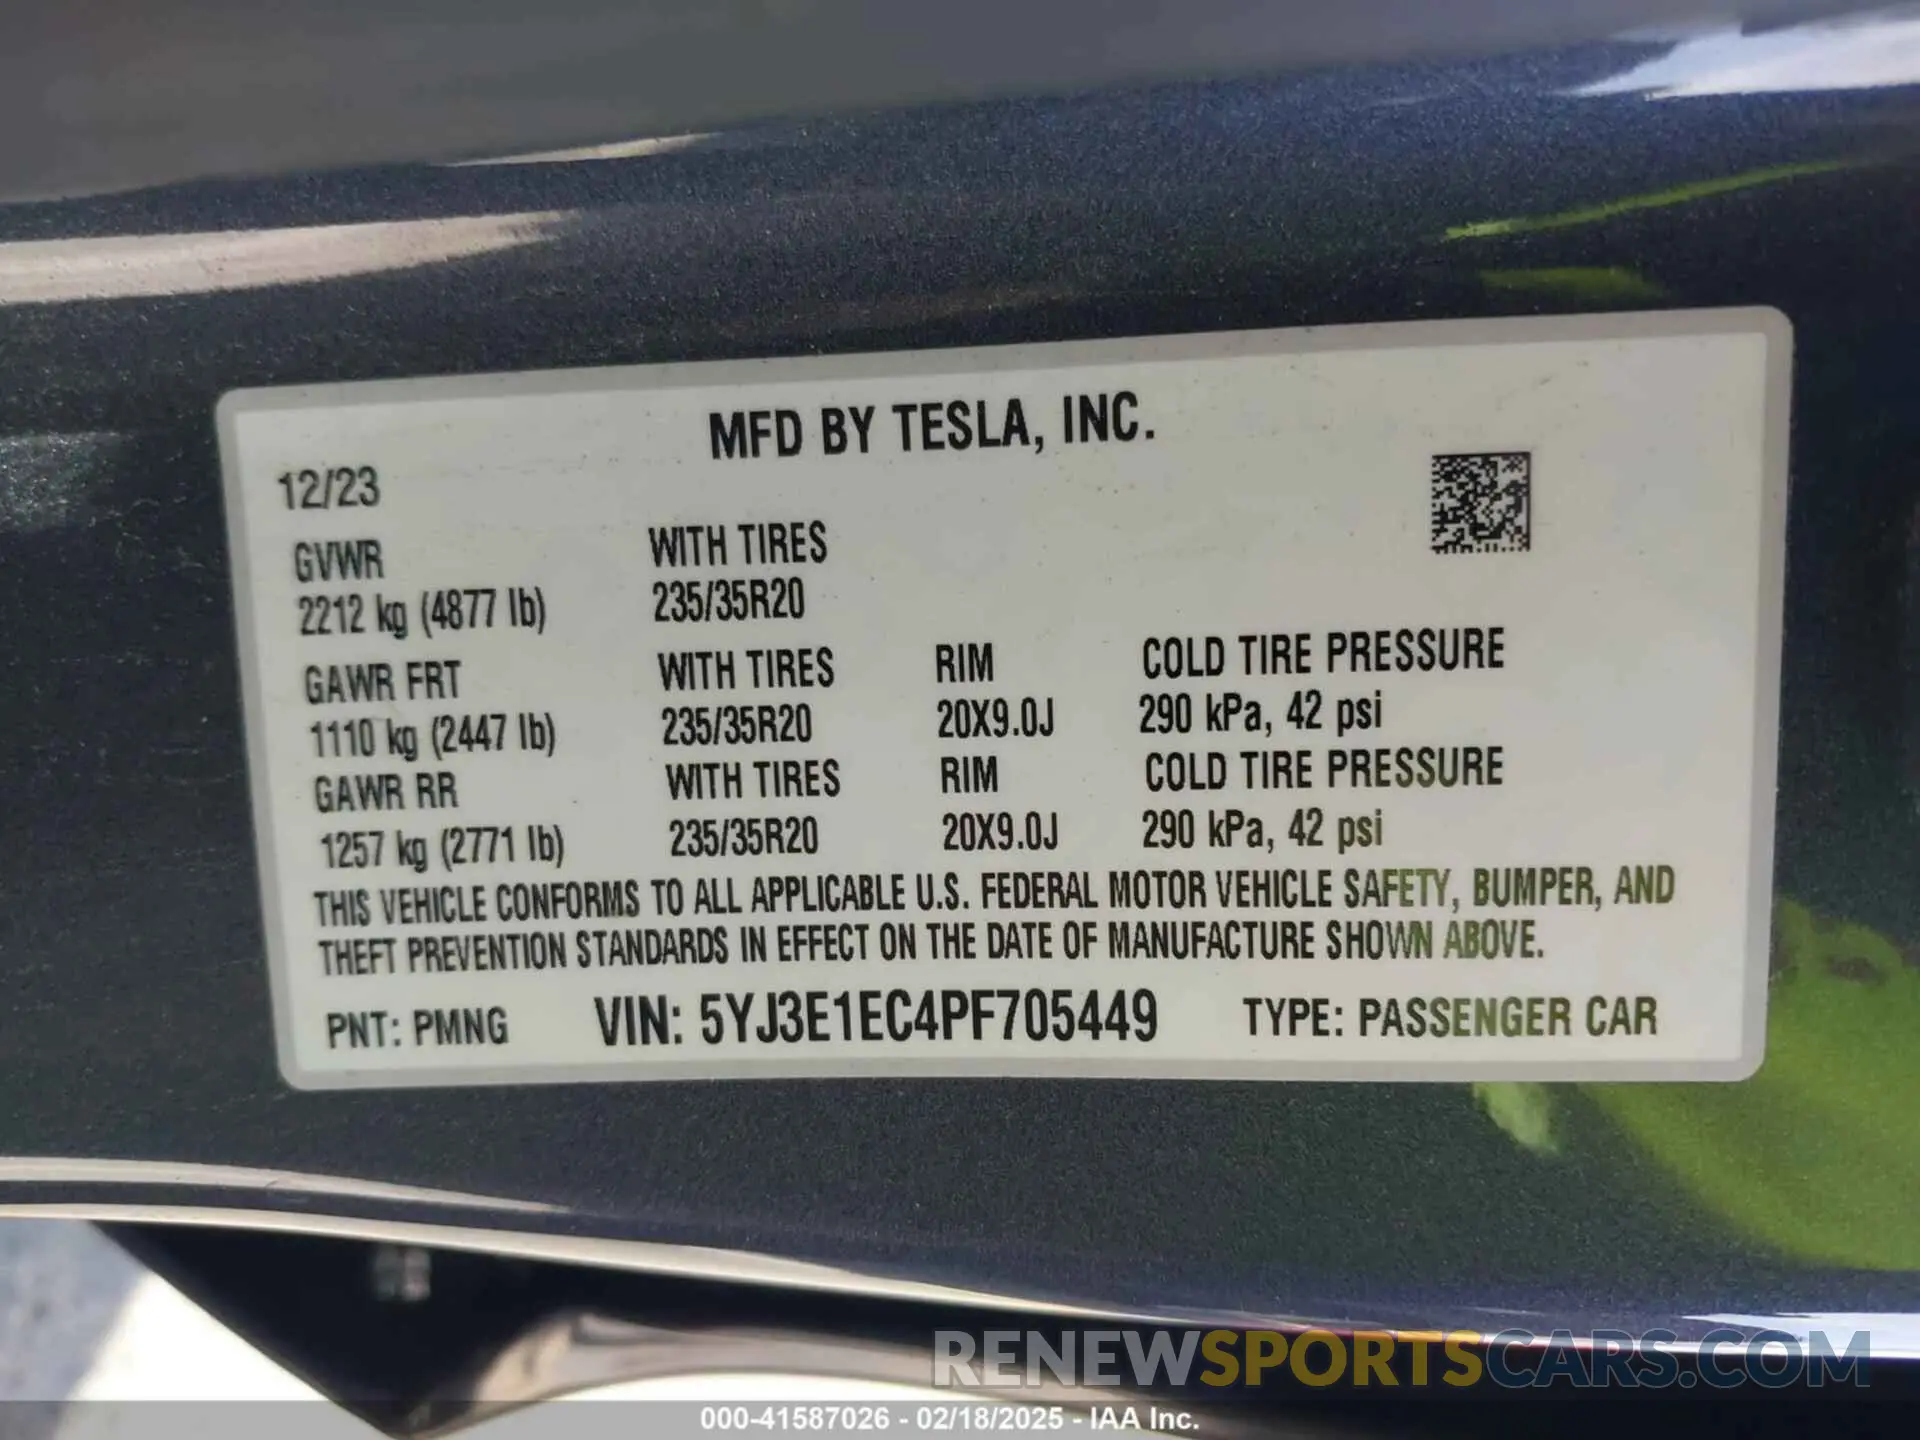 MFD BY TESLA, INC.
12/23
GVWR WITH TIRES
2212 kg (4877 lb) 235/35R20
GAWR FRT WITH TIRES RIM COLD TIRE PRESSURE
1110 kg (2447 lb) 235/35R20 20X9.0J 290 kPa, 42 psi
GAWR RR WITH TIRES RIM COLD TIRE PRESSURE
1257 kg (2771 lb) 235/35R20 20X9.0J 290 kPa, 42 psi
THIS VEHICLE CONFORMS TO ALL APPLICABLE U.S. FEDERAL MOTOR VEHICLE SAFETY, BUMPER, AND
THEFT PREVENTION STANDARDS IN EFFECT ON THE DATE OF MANUFACTURE SHOWN ABOVE.
PNT: PMNG VIN: 5YJ3E1EC4PF705449 TYPE: PASSENGER CAR
RENEWSPORTSCARS.COM
000-41587026 - 02/18/2025 - IAA Inc.